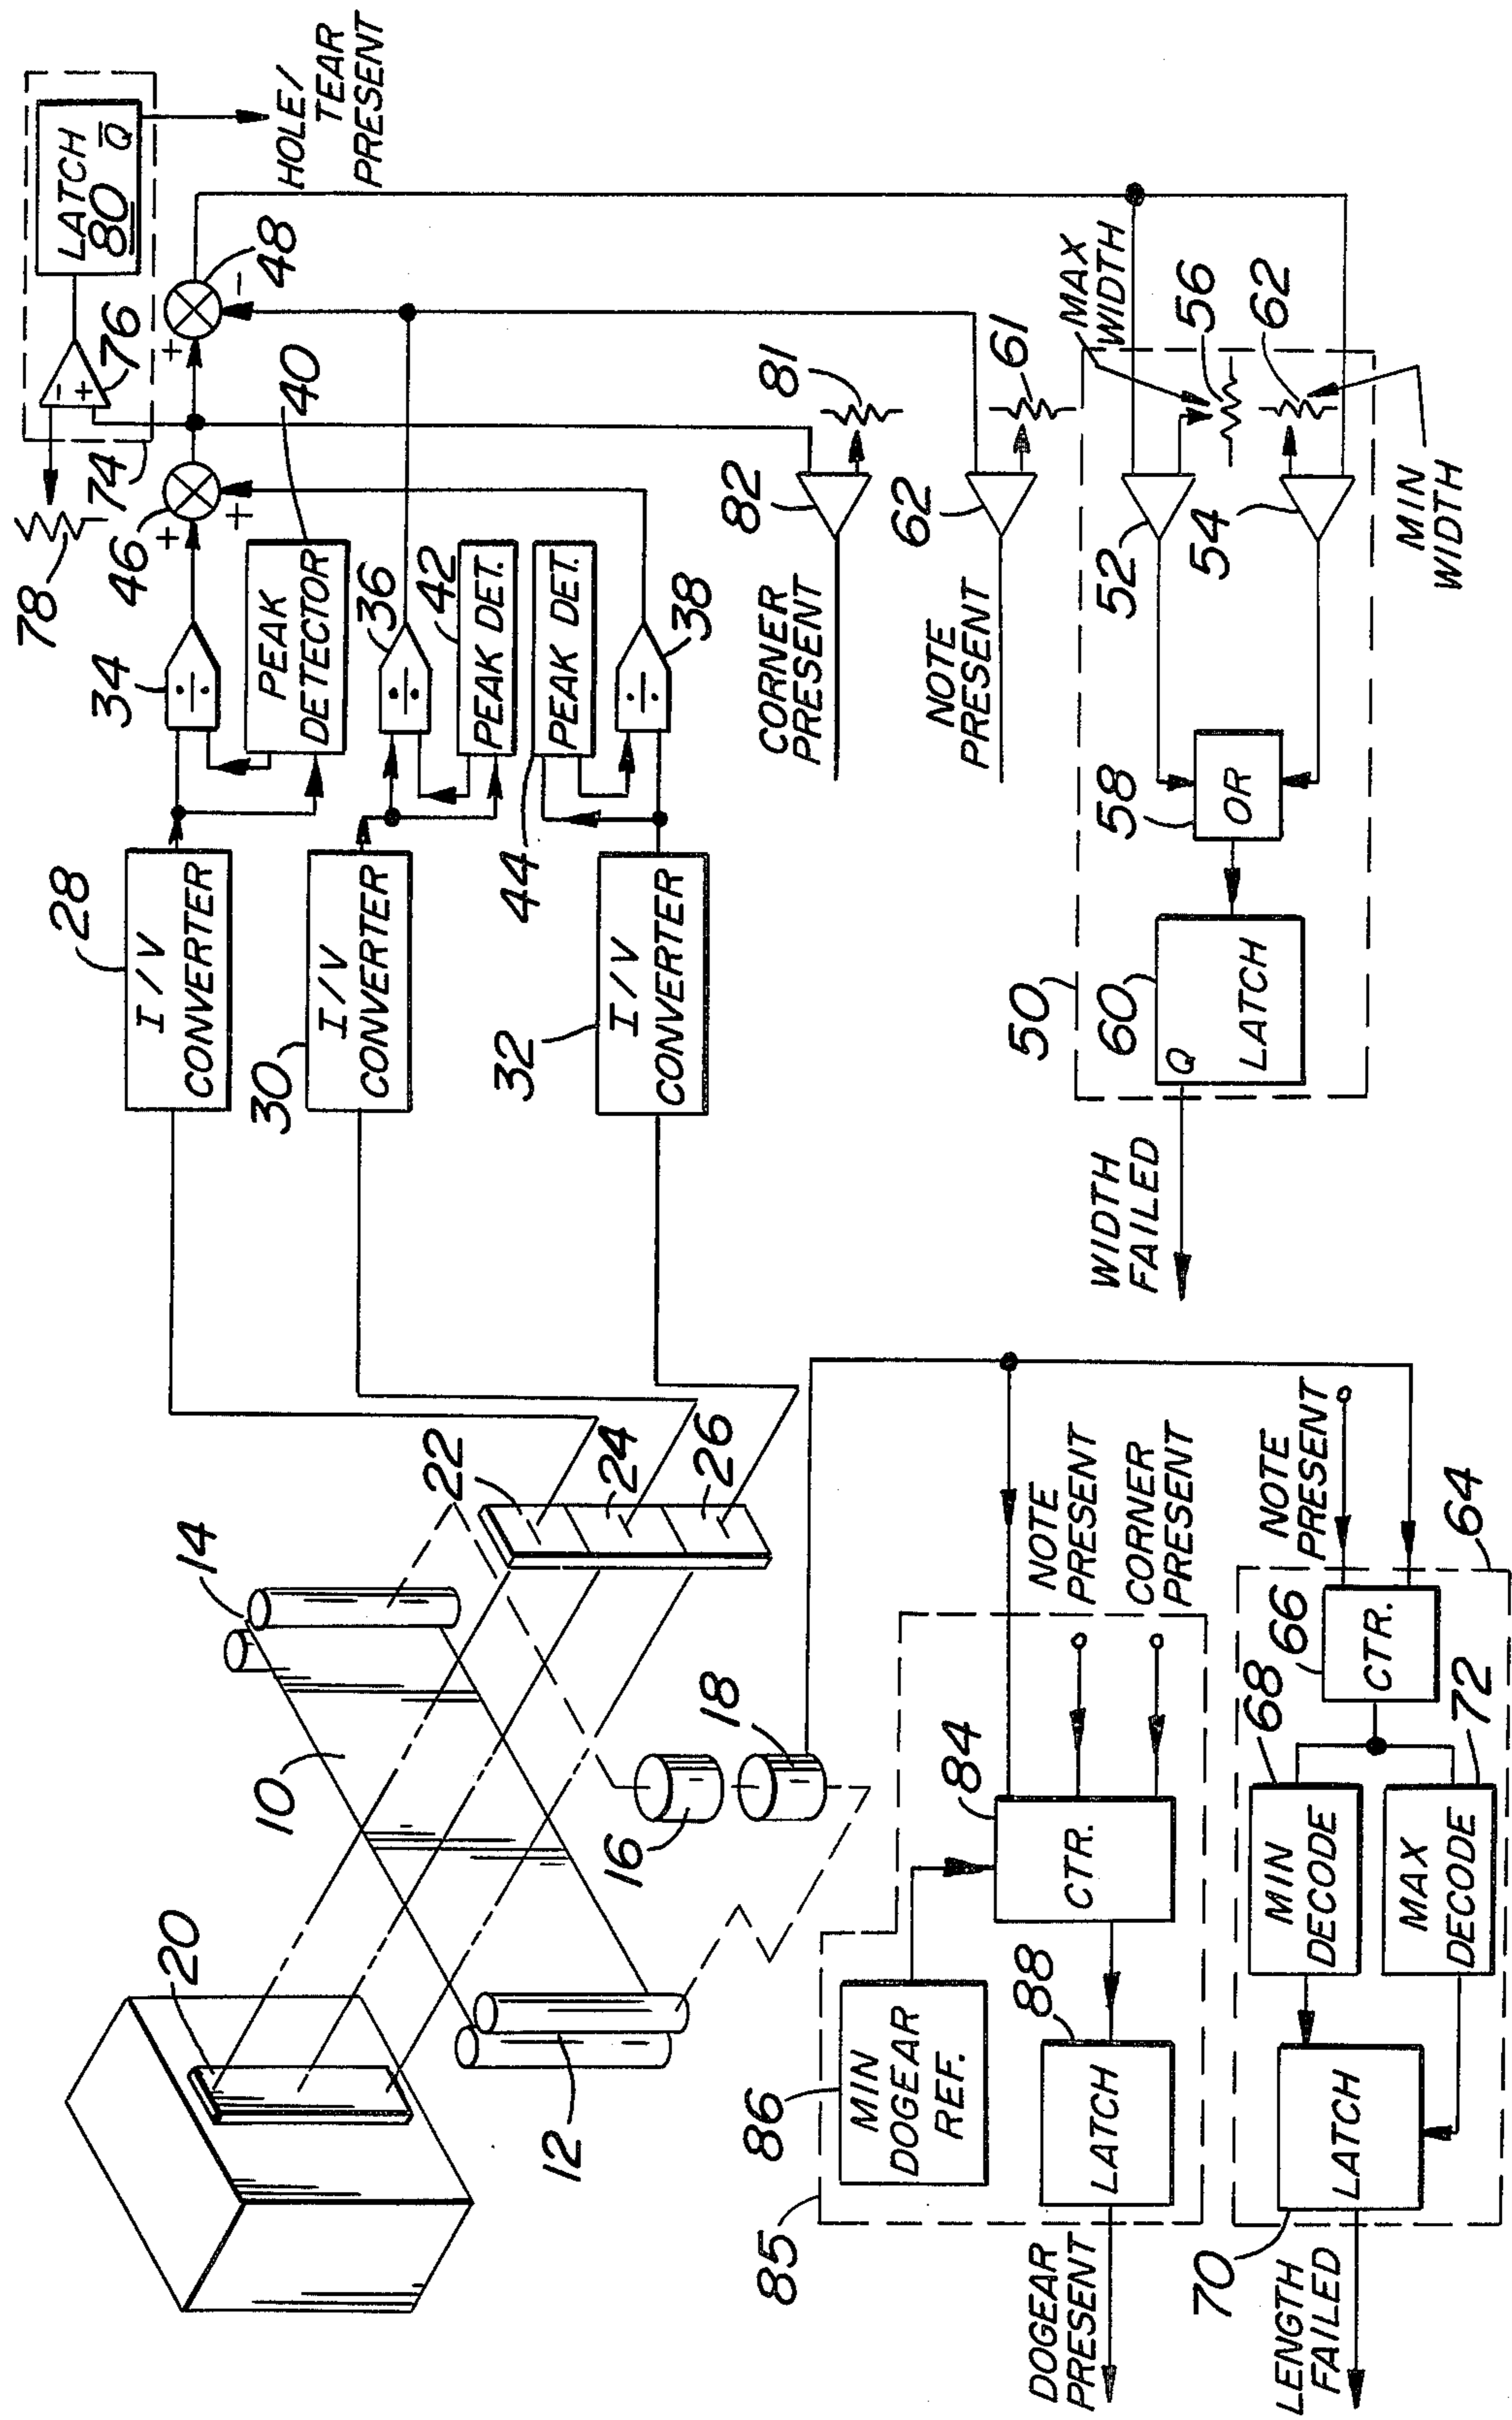 10
12
14
16
18
20
22
24
26
28
I/V
CONVERTER
30
I/V
CONVERTER
32
I/V
CONVERTER
34
÷
PEAK
DETECTOR
40
36
÷
42
PEAK DET.
44
PEAK DET.
38
÷
46
+
+
48
+
-
74
78
76
-
+
LATCH
80
Q̅
HOLE/
TEAR
PRESENT
82
81
CORNER
PRESENT
62
61
NOTE
PRESENT
50
52
54
56
62
MAX
WIDTH
MIN
WIDTH
58
OR
60
Q
LATCH
WIDTH
FAILED
85
86
MIN
DOGEAR
REF.
84
CTR.
88
LATCH
NOTE
PRESENT
CORNER
PRESENT
DOGEAR
PRESENT
64
NOTE
PRESENT
66
CTR.
68
MIN
DECODE
72
MAX
DECODE
70
LATCH
LENGTH
FAILED